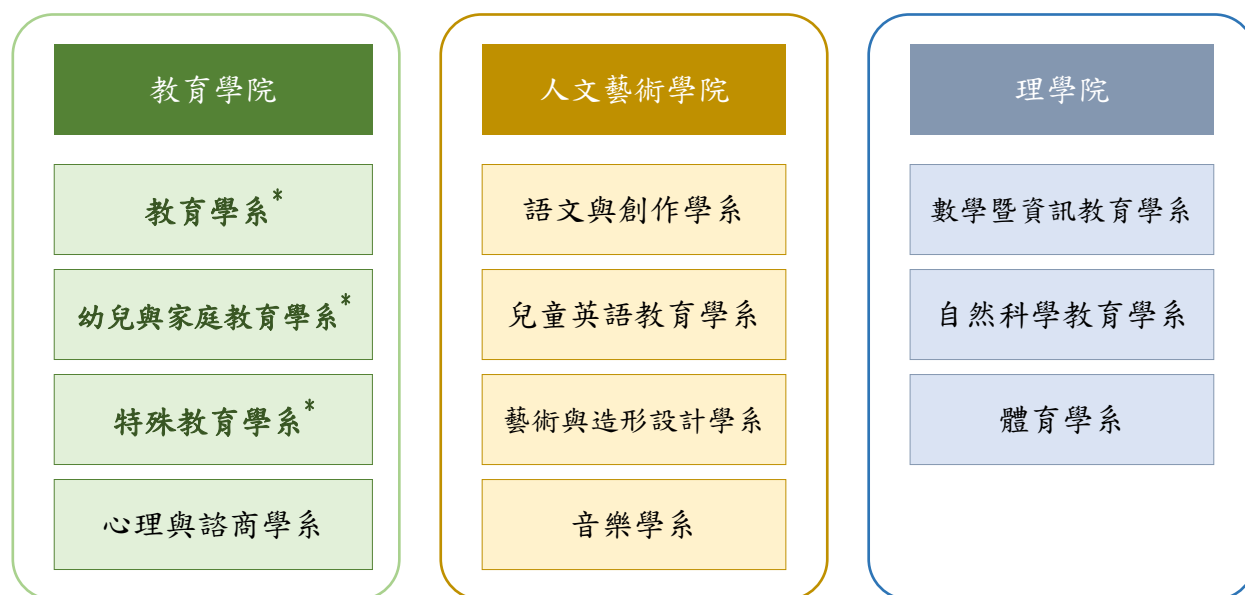 教育學院
教育學系*
幼兒與家庭教育學系*
特殊教育學系*
心理與諮商學系
人文藝術學院
語文與創作學系
兒童英語教育學系
藝術與造形設計學系
音樂學系
理學院
數學暨資訊教育學系
自然科學教育學系
體育學系